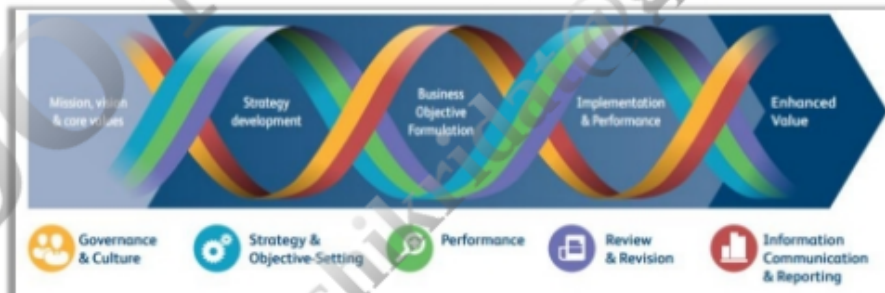 Mission, vision
& core values
Strategy
development
Business
Objective
Formulation
Implementation
& Performance
Enhanced
Value
Governance
& Culture
Strategy &
Objective-Setting
Performance
Review
& Revision
Information
Communication
& Reporting